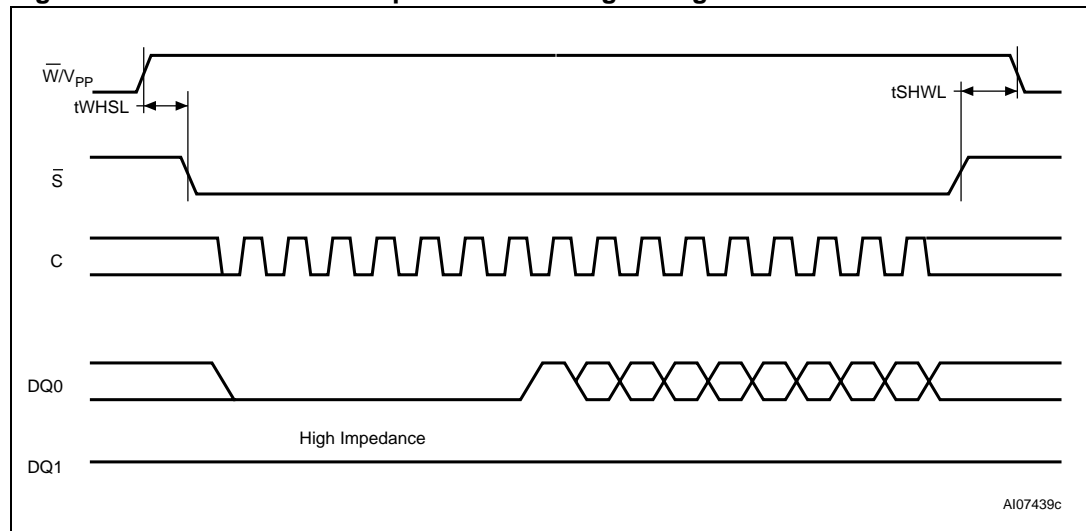 W̅/VPP
tWHSL
tSHWL
S̅
C
DQ0
High Impedance
DQ1
AI07439c